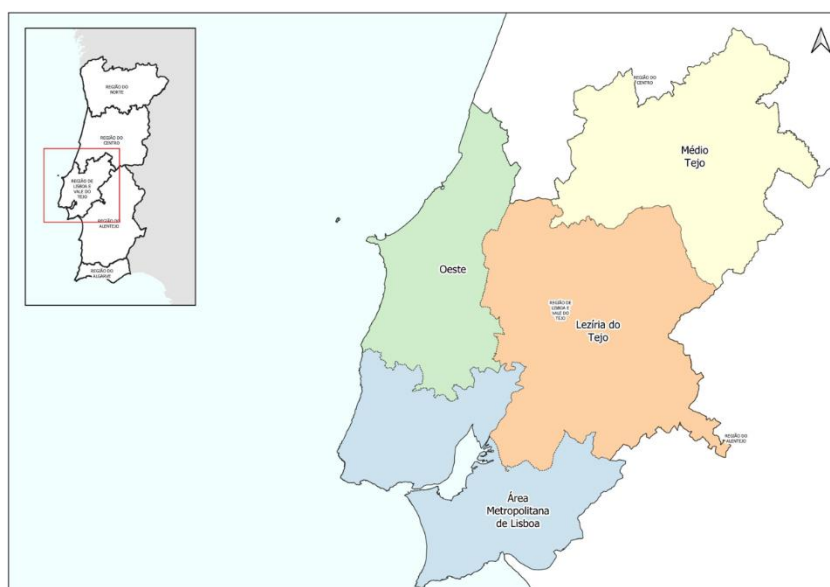 REGIÃO DO
NORTE
REGIÃO DO
CENTRO
REGIÃO DE
LISBOA E
VALE DO
TEJO
REGIÃO DO
ALENTEJO
REGIÃO DO
ALGARVE
REGIÃO DO
CENTRO
Médio
Tejo
Oeste
REGIÃO DE
LISBOA E
VALE DO
TEJO
Lezíria do
Tejo
REGIÃO DO
ALENTEJO
Área
Metropolitana
de Lisboa